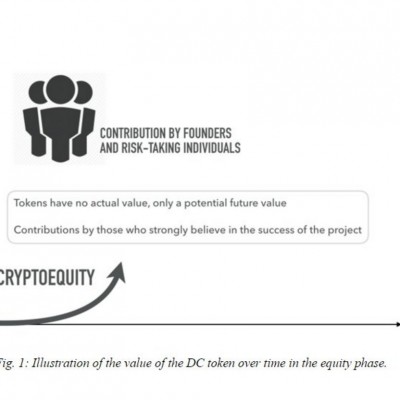 CONTRIBUTION BY FOUNDERS
AND RISK-TAKING INDIVIDUALS
Tokens have no actual value, only a potential future value
Contributions by those who strongly believe in the success of the project
CRYPTOEQUITY
Fig. 1: Illustration of the value of the DC token over time in the equity phase.